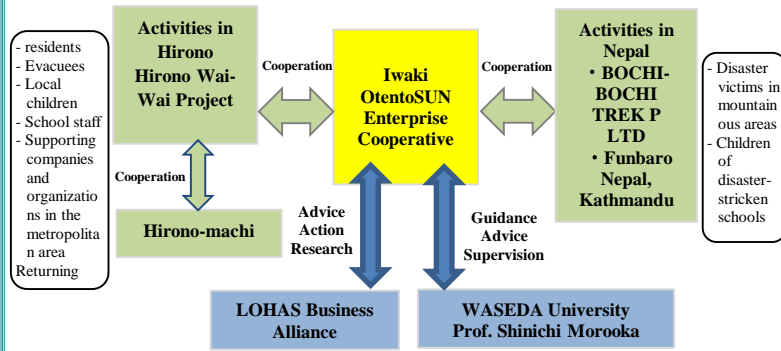 - residents
- Evacuees
- Local
children
- School staff
- Supporting
companies
and
organizatio
ns in the
metropolita
n area
Returning
Activities in
Hirono
Hirono Wai-
Wai Project
Cooperation
Hirono-machi
Cooperation
Iwaki
OtentoSUN
Enterprise
Cooperative
Cooperation
Activities in
Nepal
・BOCHI-
BOCHI
TREK P
LTD
・Funbaro
Nepal,
Kathmandu
- Disaster
victims in
mountain
ous areas
- Children
of
disaster-
stricken
schools
Advice
Action
Research
Guidance
Advice
Supervision
LOHAS Business
Alliance
WASEDA University
Prof. Shinichi Morooka